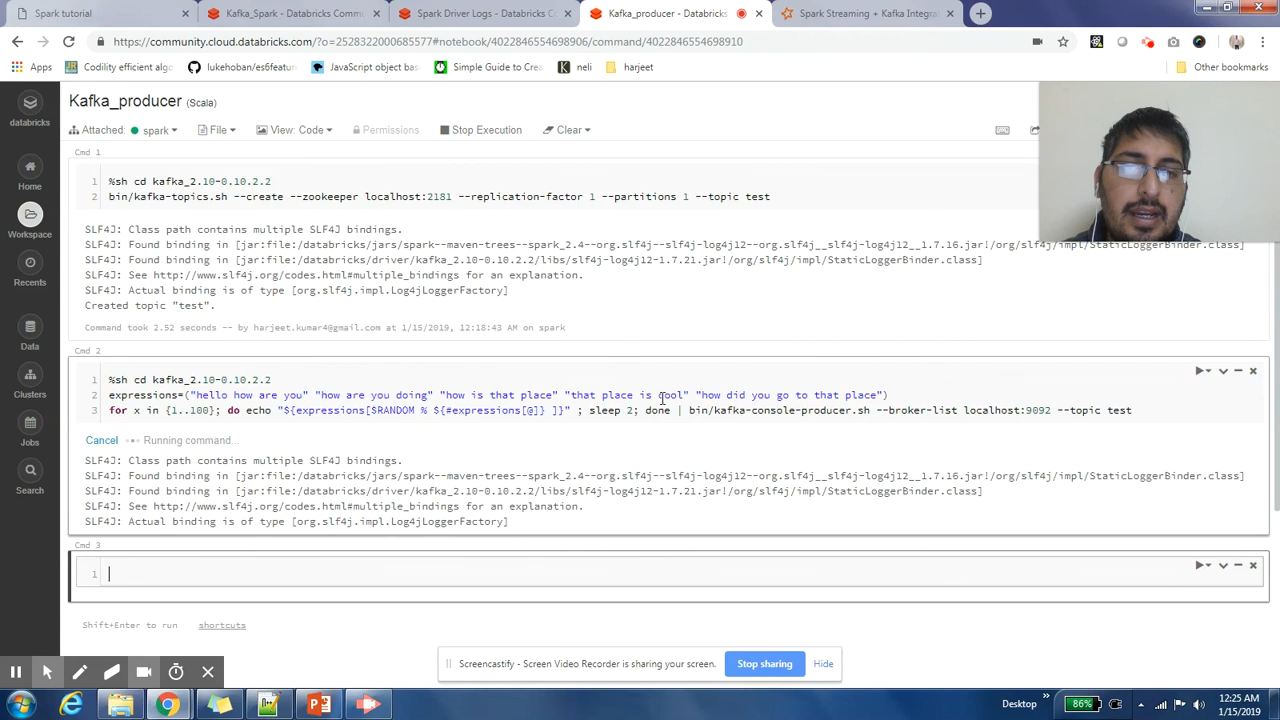 Spark tutorial
Kafka_Spark - Databricks Commu
Spark Driver Logs - Databricks C
Kafka_producer - Databricks
Spark Streaming + Kafka Integra
https://community.cloud.databricks.com/?o=2528322000685577#notebook/4022846554698906/command/4022846554698910
Apps
Codility efficient algo
lukehoban/es6featur
JavaScript object bas
Simple Guide to Cre
neli
harjeet
Other bookmarks
Kafka_producer (Scala)
databricks
Attached: spark
File
View: Code
Permissions
Stop Execution
Clear
Cmd 1
1 %sh cd kafka_2.10-0.10.2.2
2 bin/kafka-topics.sh --create --zookeeper localhost:2181 --replication-factor 1 --partitions 1 --topic test
SLF4J: Class path contains multiple SLF4J bindings.
SLF4J: Found binding in [jar:file:/databricks/jars/spark--maven-trees--spark_2.4--org.slf4j--slf4j-log4j12--org.slf4j__slf4j-log4j12__1.7.16.jar!/org/slf4j/impl/StaticLoggerBinder.class]
SLF4J: Found binding in [jar:file:/databricks/driver/kafka_2.10-0.10.2.2/libs/slf4j-log4j12-1.7.21.jar!/org/slf4j/impl/StaticLoggerBinder.class]
SLF4J: See http://www.slf4j.org/codes.html#multiple_bindings for an explanation.
SLF4J: Actual binding is of type [org.slf4j.impl.Log4jLoggerFactory]
Created topic "test".
Command took 2.52 seconds -- by harjeet.kumar4@gmail.com at 1/15/2019, 12:18:43 AM on spark
Home
Workspace
Recents
Data
Clusters
Jobs
Search
Cmd 2
1 %sh cd kafka_2.10-0.10.2.2
2 expressions=("hello how are you" "how are you doing" "how is that place" "that place is cool" "how did you go to that place")
3 for x in {1..100}; do echo "${expressions[$RANDOM % ${#expressions[@]} ]}" ; sleep 2; done | bin/kafka-console-producer.sh --broker-list localhost:9092 --topic test
Cancel
Running command...
SLF4J: Class path contains multiple SLF4J bindings.
SLF4J: Found binding in [jar:file:/databricks/jars/spark--maven-trees--spark_2.4--org.slf4j--slf4j-log4j12--org.slf4j__slf4j-log4j12__1.7.16.jar!/org/slf4j/impl/StaticLoggerBinder.class]
SLF4J: Found binding in [jar:file:/databricks/driver/kafka_2.10-0.10.2.2/libs/slf4j-log4j12-1.7.21.jar!/org/slf4j/impl/StaticLoggerBinder.class]
SLF4J: See http://www.slf4j.org/codes.html#multiple_bindings for an explanation.
SLF4J: Actual binding is of type [org.slf4j.impl.Log4jLoggerFactory]
Cmd 3
1
Shift+Enter to run shortcuts
Screencastify - Screen Video Recorder is sharing your screen.
Stop sharing
Hide
Desktop
86%
12:25 AM
1/15/2019